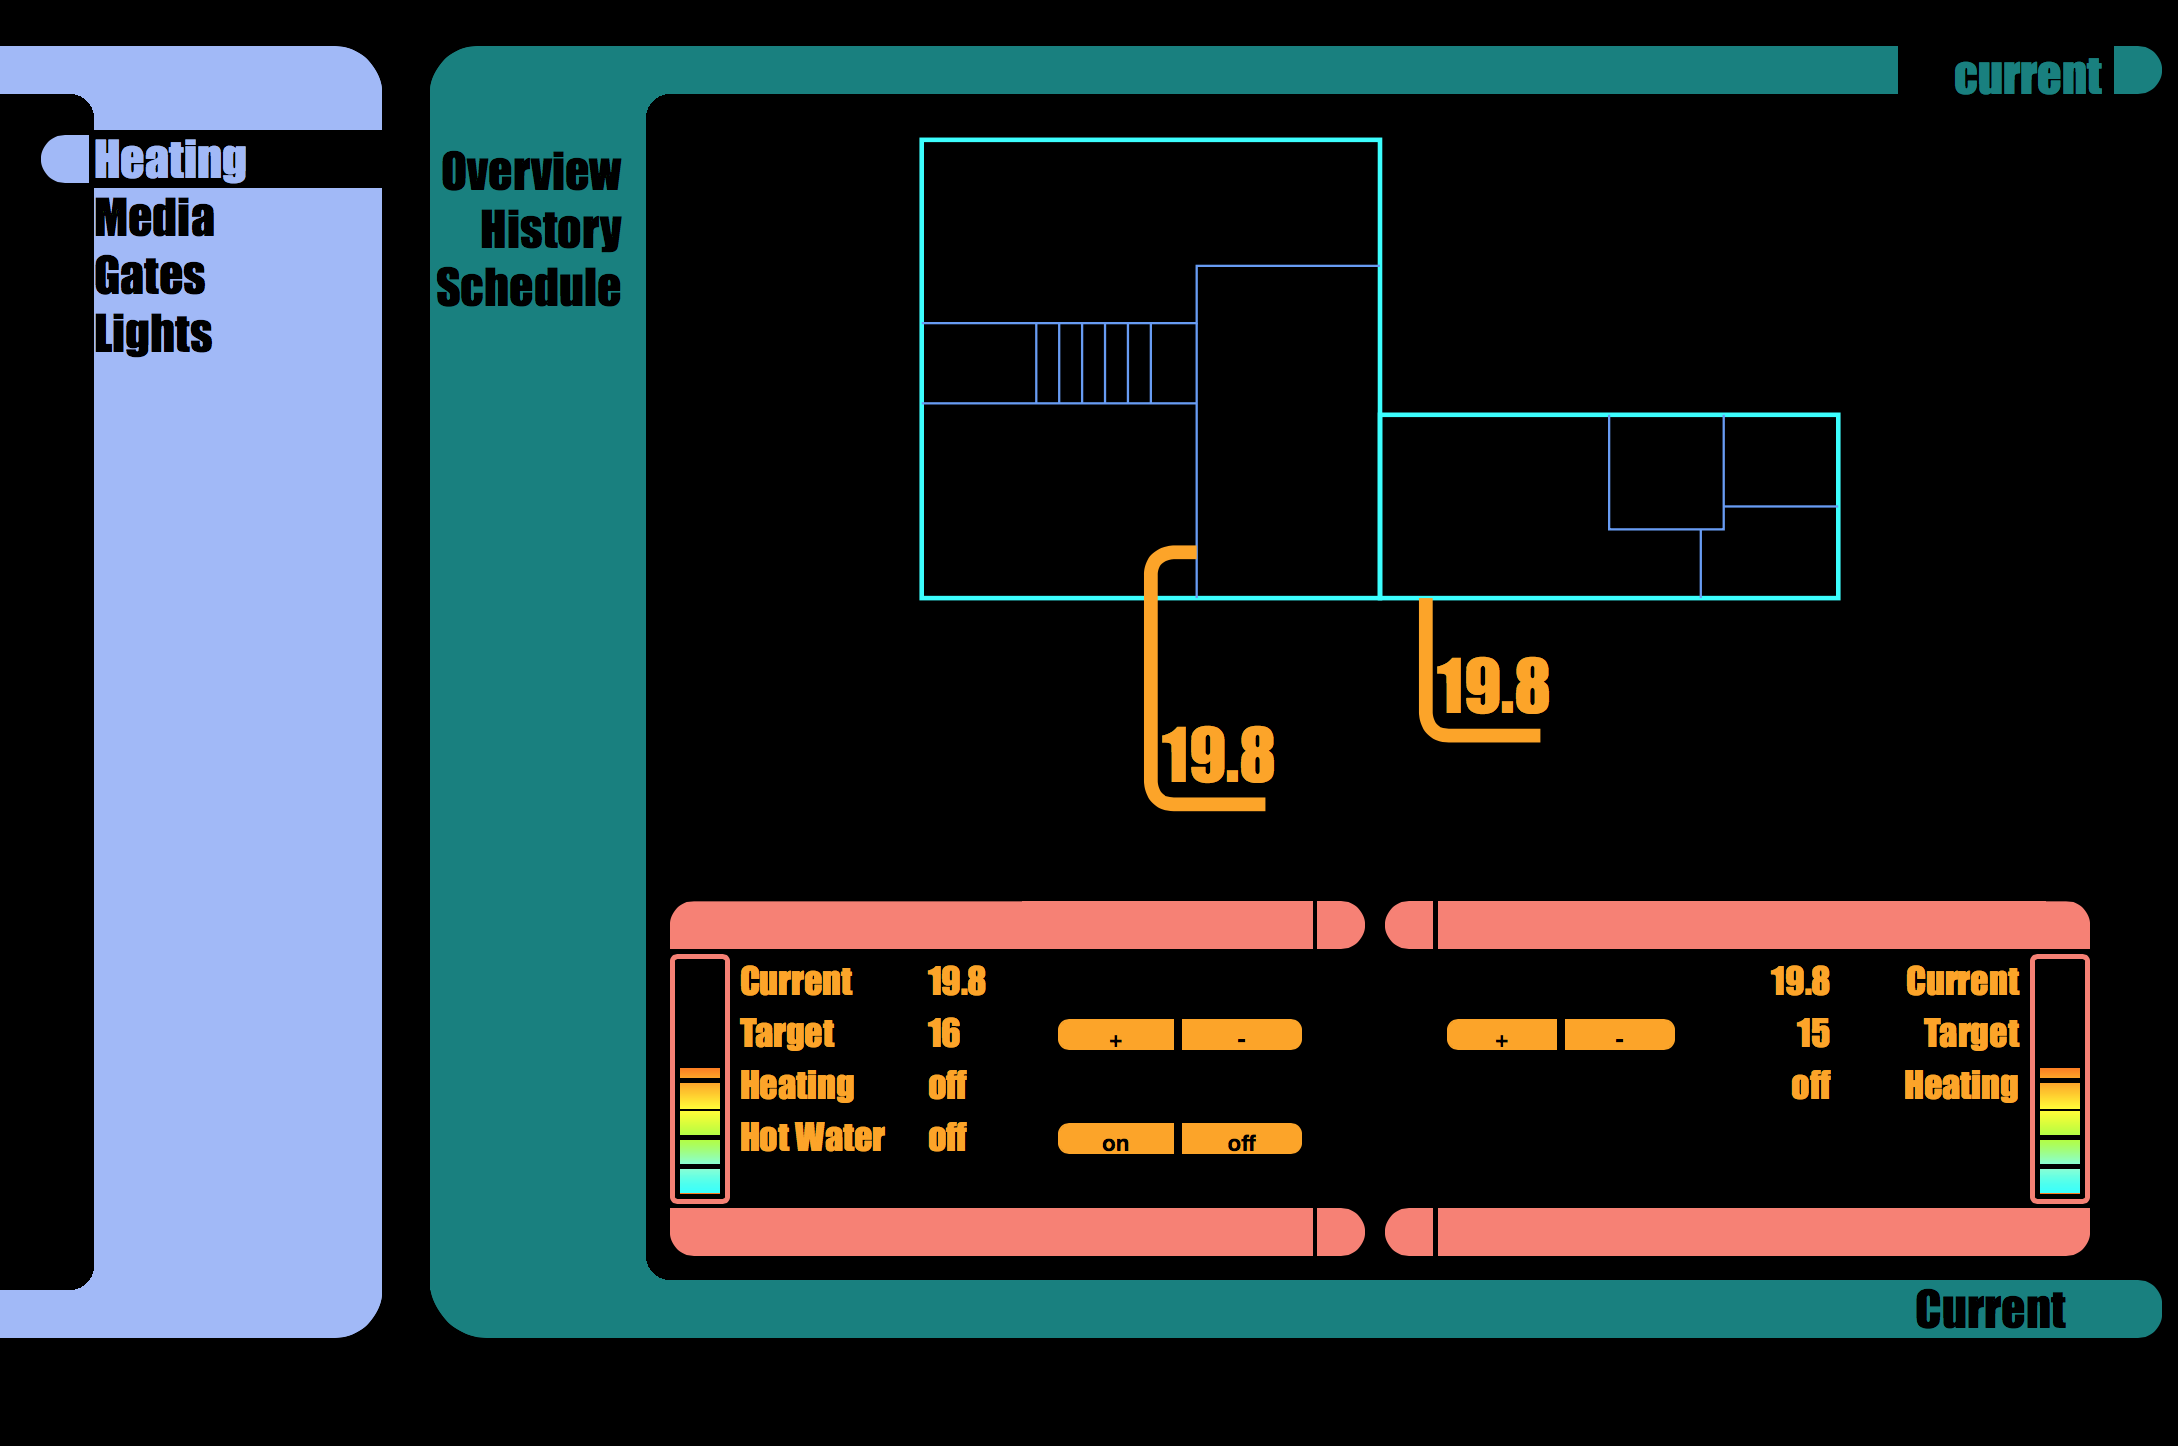 current
Heating
Media
Gates
Lights
Overview
History
Schedule
19.8
19.8
Current 19.8
Target 16 + -
Heating off
Hot Water off on off
19.8 Current
+ - 15 Target
off Heating
Current